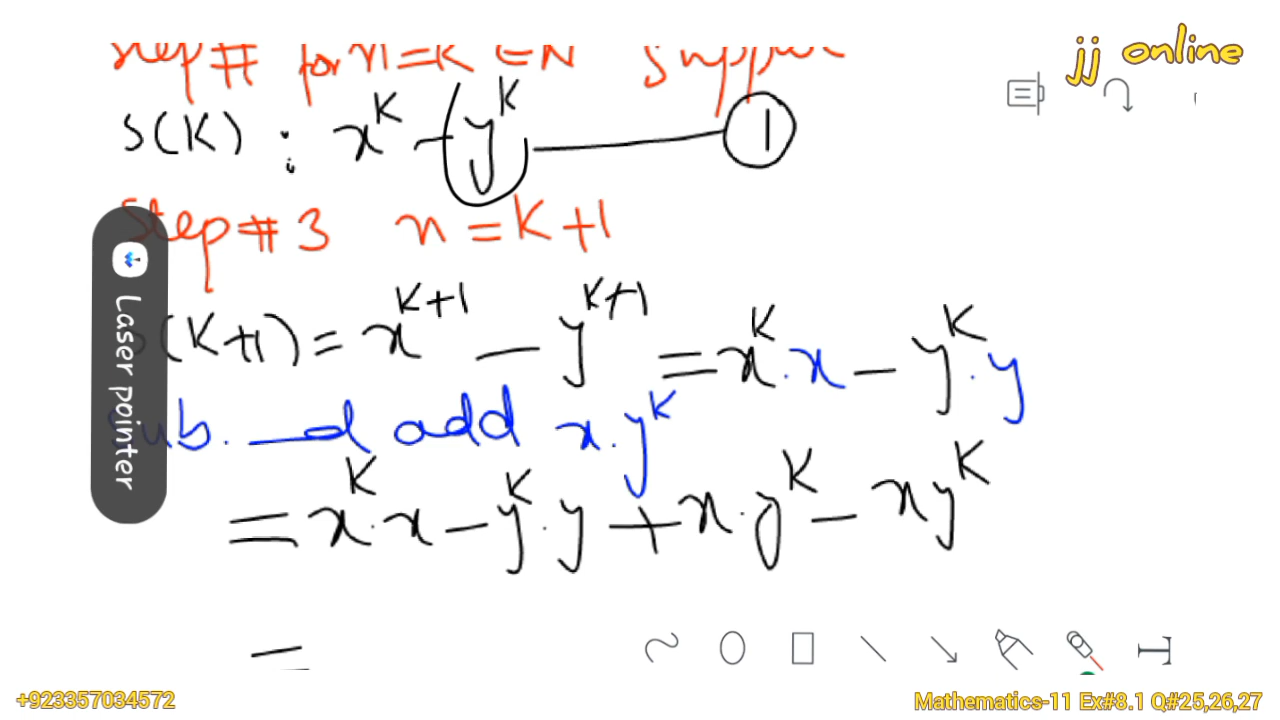 jj online
Step # for n = K ∈ N Suppose
S(K) : x^K - y^K ——— 1
Step # 3 n = K+1
S(K+1) = x^{K+1} - y^{K+1} = x^K . x - y^K . y
Sub. and add x . y^K
= x^K . x - y^K . y + x . y^K - x y^K
=
Laser pointer
+923357034572
Mathematics-11 Ex#8.1 Q#25,26,27